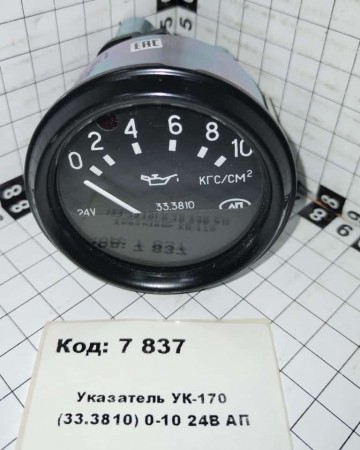 EAC
0 2 4 6 8 10
КГС/СМ²
24V 33.3810 АП
Код: 7 837
Указатель УК-170
(33.3810) 0-10 24В АП